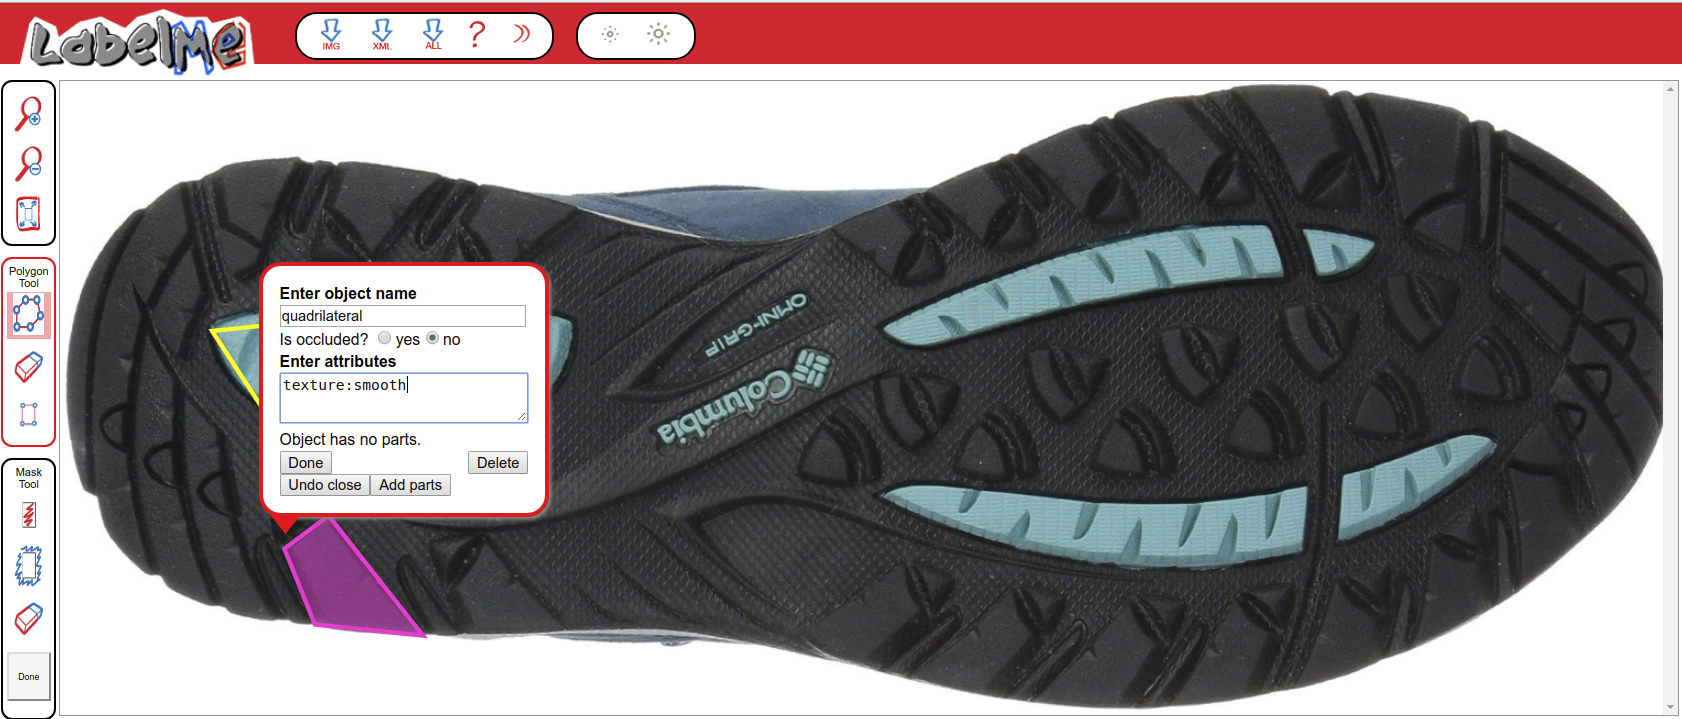 LabelMe
IMG
XML
ALL
?
Polygon
Tool
Mask
Tool
Done
Enter object name
quadrilateral
Is occluded? yes no
Enter attributes
texture:smooth
Object has no parts.
Done
Delete
Undo close
Add parts
OMNI-GRIP
Columbia